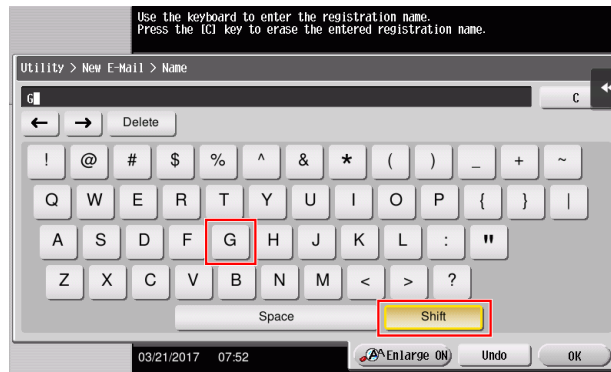 Use the keyboard to enter the registration name.
Press the [C] key to erase the entered registration name.
Utility > New E-Mail > Name
G
C
← → Delete
! @ # $ % ^ & * ( ) _ + ~
Q W E R T Y U I O P { } |
A S D F G H J K L : "
Z X C V B N M < > ?
Space Shift
03/21/2017 07:52 Enlarge ON Undo OK